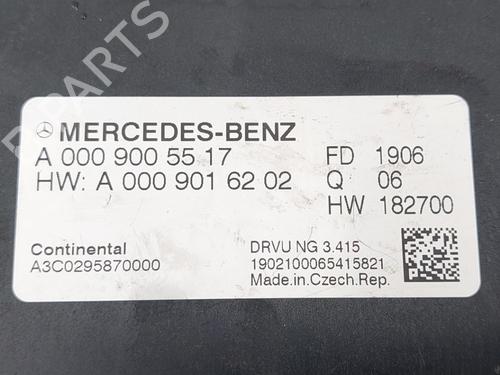 B-PARTS
MERCEDES-BENZ
A 000 900 55 17
HW: A 000 901 62 02
FD 1906
Q 06
HW 182700
Continental
A3C0295870000
DRVU NG 3.415
1902100065415821
Made.in.Czech.Rep.